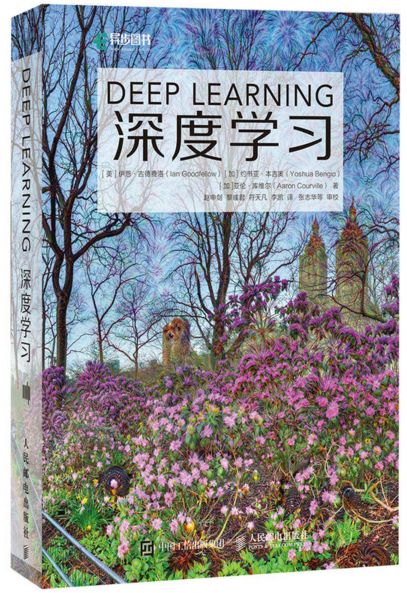 异步图书
DEEP LEARNING
深度学习
[美]伊恩·古德费洛（Ian Goodfellow） [加]约书亚·本吉奥（Yoshua Bengio）
[加]亚伦·库维尔（Aaron Courville） 著
赵申剑 黎彧君 符天凡 李凯 译 张志华等 审校
中国工信出版集团
人民邮电出版社
POSTS & TELECOM PRESS
DEEP LEARNING 深度学习
人民邮电出版社